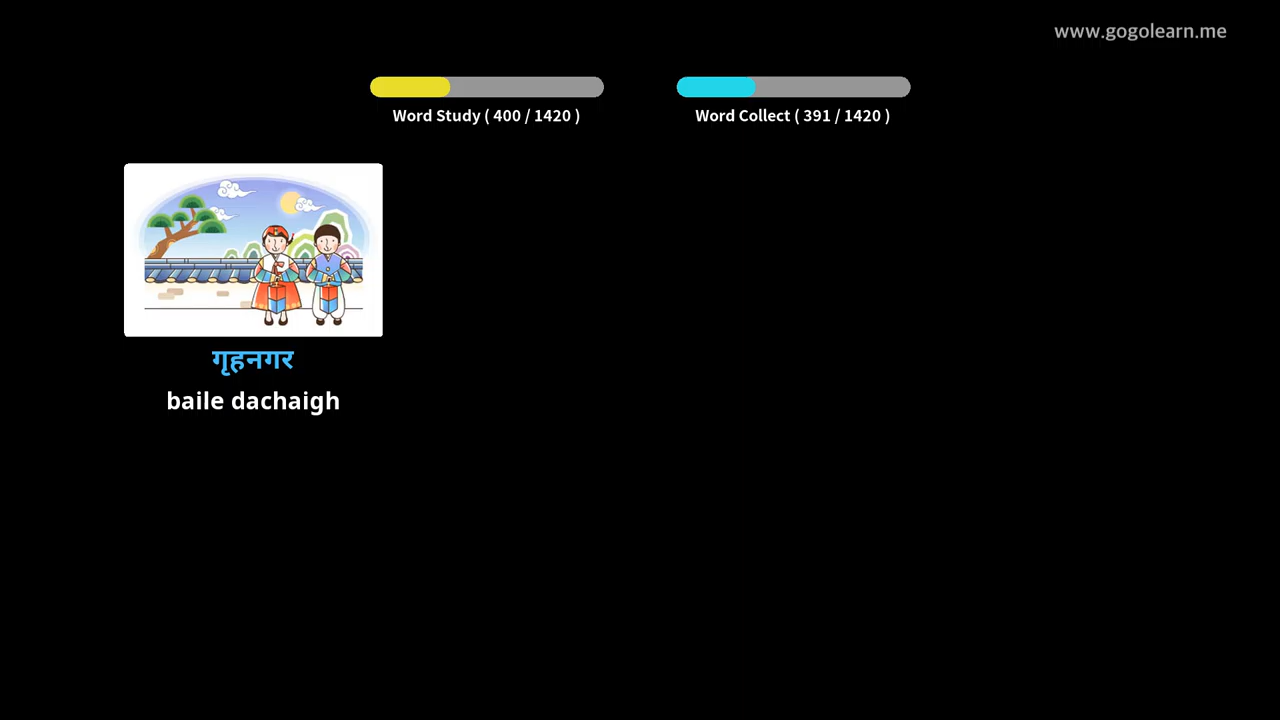 www.gogolearn.me
Word Study ( 400 / 1420 )
Word Collect ( 391 / 1420 )
गृहनगर
baile dachaigh